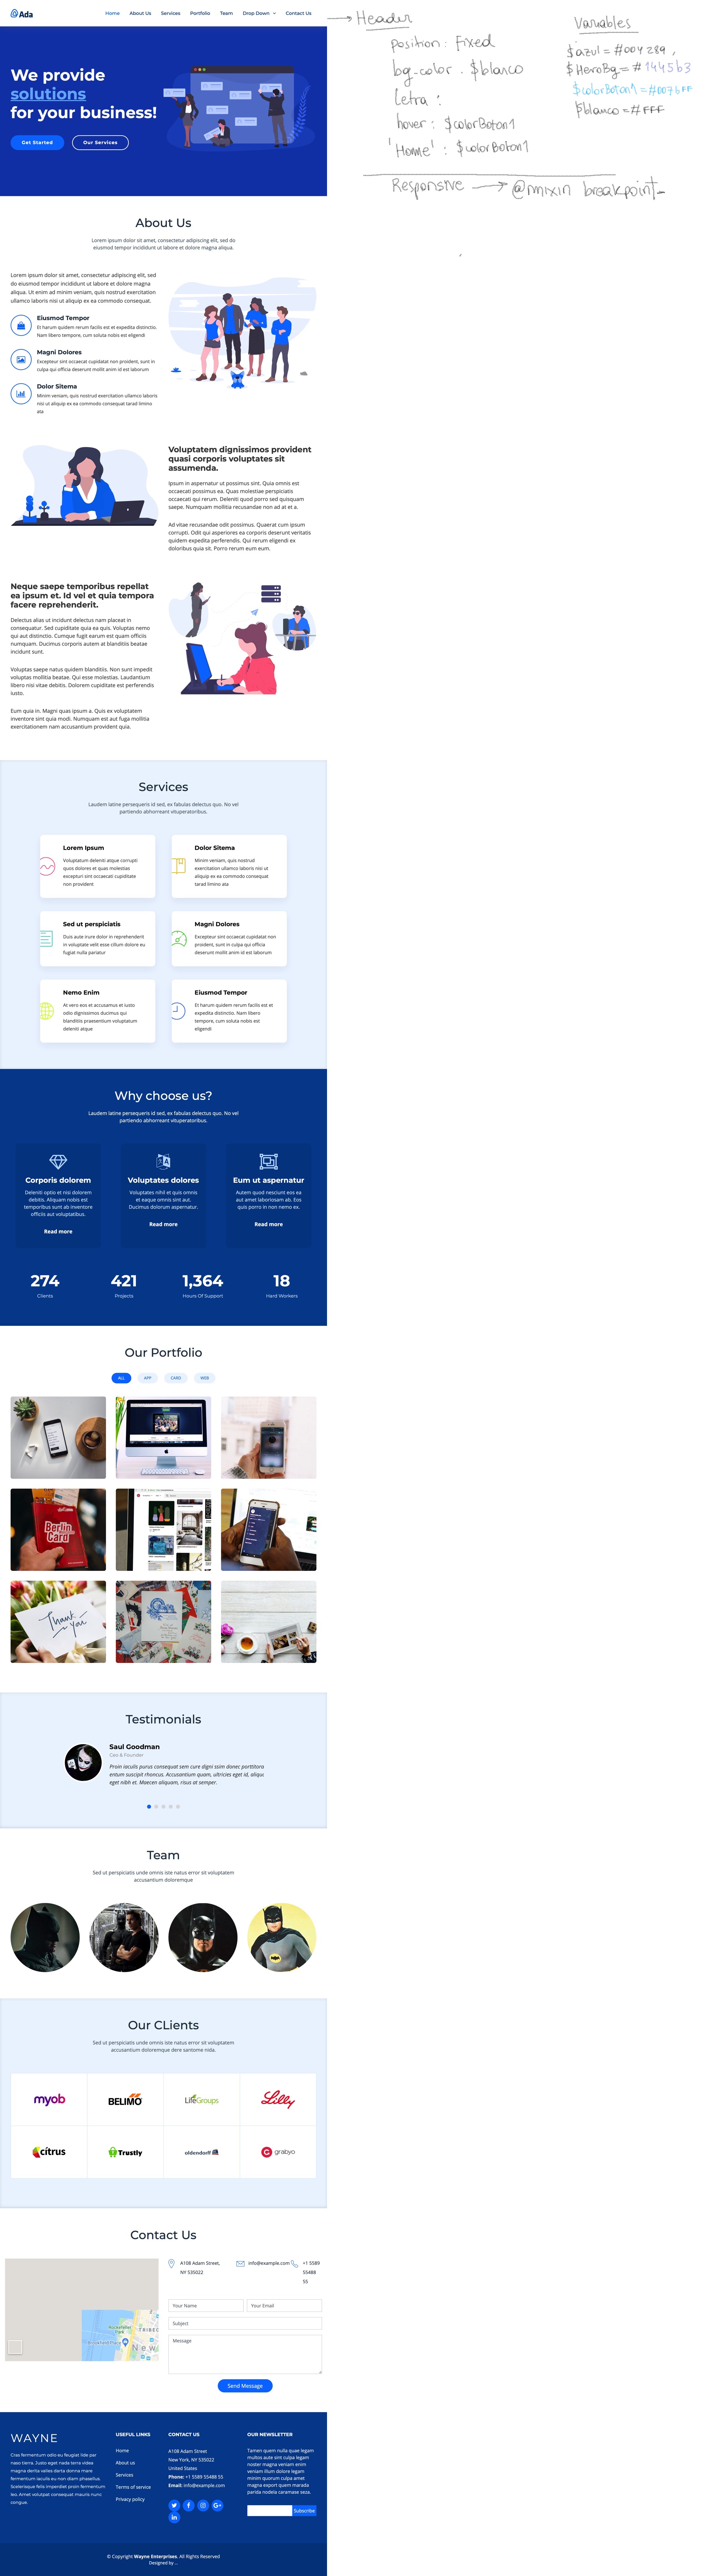 Ada
Home About Us Services Portfolio Team Drop Down Contact Us
We provide
solutions
for your business!
Get Started Our Services
Header
position: Fixed
bg-color: $blanco
Letra:
hover: $colorBoton1
'Home': $colorBoton1
Responsive → @mixin breakpoint
Variables
$azul = #004289,
$HeroBg = #1445b3
$colorBoton1 = #007bFF
$blanco = #FFF
About Us
Lorem ipsum dolor sit amet, consectetur adipiscing elit, sed do
eiusmod tempor incididunt ut labore et dolore magna aliqua.
Lorem ipsum dolor sit amet, consectetur adipiscing elit, sed
do eiusmod tempor incididunt ut labore et dolore magna
aliqua. Ut enim ad minim veniam, quis nostrud exercitation
ullamco laboris nisi ut aliquip ex ea commodo consequat.
Eiusmod Tempor
Et harum quidem rerum facilis est et expedita distinctio.
Nam libero tempore, cum soluta nobis est eligendi
Magni Dolores
Excepteur sint occaecat cupidatat non proident, sunt in
culpa qui officia deserunt mollit anim id est laborum
Dolor Sitema
Minim veniam, quis nostrud exercitation ullamco laboris
nisi ut aliquip ex ea commodo consequat tarad limino
ata
Voluptatem dignissimos provident
quasi corporis voluptates sit
assumenda.
Ipsum in aspernatur ut possimus sint. Quia omnis est
occaecati possimus ea. Quas molestiae perspiciatis
occaecati qui rerum. Deleniti quod porro sed quisquam
saepe. Numquam mollitia recusandae non ad at et a.
Ad vitae recusandae odit possimus. Quaerat cum ipsum
corrupti. Odit qui asperiores ea corporis deserunt veritatis
quidem expedita perferendis. Qui rerum eligendi ex
doloribus quia sit. Porro rerum eum eum.
Neque saepe temporibus repellat
ea ipsum et. Id vel et quia tempora
facere reprehenderit.
Delectus alias ut incidunt delectus nam placeat in
consequatur. Sed cupiditate quia ea quis. Voluptas nemo
qui aut distinctio. Cumque fugit earum est quam officiis
numquam. Ducimus corporis autem at blanditiis beatae
incidunt sunt.
Voluptas saepe natus quidem blanditiis. Non sunt impedit
voluptas mollitia beatae. Qui esse molestias. Laudantium
libero nisi vitae debitis. Dolorem cupiditate est perferendis
iusto.
Eum quia in. Magni quas ipsum a. Quis ex voluptatem
inventore sint quia modi. Numquam est aut fuga mollitia
exercitationem nam accusantium provident quia.
Services
Laudem latine persequeris id sed, ex fabulas delectus quo. No vel
partiendo abhorreant vituperatoribus.
Lorem Ipsum
Voluptatum deleniti atque corrupti
quos dolores et quas molestias
excepturi sint occaecati cupiditate
non provident
Dolor Sitema
Minim veniam, quis nostrud
exercitation ullamco laboris nisi ut
aliquip ex ea commodo consequat
tarad limino ata
Sed ut perspiciatis
Duis aute irure dolor in reprehenderit
in voluptate velit esse cillum dolore eu
fugiat nulla pariatur
Magni Dolores
Excepteur sint occaecat cupidatat non
proident, sunt in culpa qui officia
deserunt mollit anim id est laborum
Nemo Enim
At vero eos et accusamus et iusto
odio dignissimos ducimus qui
blanditiis praesentium voluptatum
deleniti atque
Eiusmod Tempor
Et harum quidem rerum facilis est et
expedita distinctio. Nam libero
tempore, cum soluta nobis est
eligendi
Why choose us?
Laudem latine persequeris id sed, ex fabulas delectus quo. No vel
partiendo abhorreant vituperatoribus.
Corporis dolorem
Deleniti optio et nisi dolorem
debitis. Aliquam nobis est
temporibus sunt ab inventore
officiis aut voluptatibus.
Read more
Voluptates dolores
Voluptates nihil et quis omnis
et eaque omnis sint aut.
Ducimus dolorum aspernatur.
Read more
Eum ut aspernatur
Autem quod nesciunt eos ea
aut amet laboriosam ab. Eos
quis porro in non nemo ex.
Read more
274 421 1,364 18
Clients Projects Hours Of Support Hard Workers
Our Portfolio
ALL APP CARD WEB
Berlin
Card
Thank
you
Testimonials
Saul Goodman
Ceo & Founder
Proin iaculis purus consequat sem cure digni ssim donec porttitora
entum suscipit rhoncus. Accusantium quam, ultricies eget id, aliquam
eget nibh et. Maecen aliquam, risus at semper.
Team
Sed ut perspiciatis unde omnis iste natus error sit voluptatem
accusantium doloremque
Our CLients
Sed ut perspiciatis unde omnis iste natus error sit voluptatem
accusantium doloremque dere santome nida.
myob BELIMO LifeGroups Lilly
citrus Trustly oldendorff grabyo
Contact Us
A108 Adam Street,
NY 535022
info@example.com
+1 5589
55488
55
Your Name Your Email
Subject
Message
Send Message
WAYNE
Cras fermentum odio eu feugiat lide par
naso tierra. Justo eget nada terra videa
magna derita valies darta donna mare
fermentum iaculis eu non diam phasellus.
Scelerisque felis imperdiet proin fermentum
leo. Amet volutpat consequat mauris nunc
congue.
USEFUL LINKS
Home
About us
Services
Terms of service
Privacy policy
CONTACT US
A108 Adam Street
New York, NY 535022
United States
Phone: +1 5589 55488 55
Email: info@example.com
OUR NEWSLETTER
Tamen quem nulla quae legam
multos aute sint culpa legam
noster magna veniam enim
veniam illum dolore legam
minim quorum culpa amet
magna export quem marada
parida nodela caramase seza.
Subscribe
© Copyright Wayne Enterprises. All Rights Reserved
Designed by ...